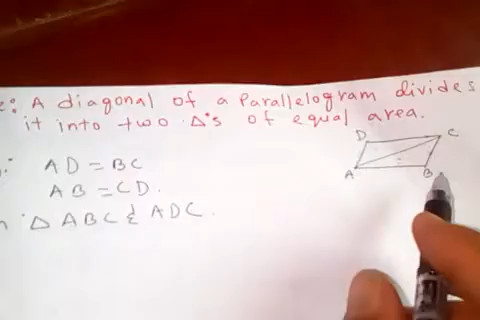 : A diagonal of a Parallelogram divides
it into two Δ's of equal area.
D C
AD = BC
A B
AB = CD.
Δ ABC & ADC.